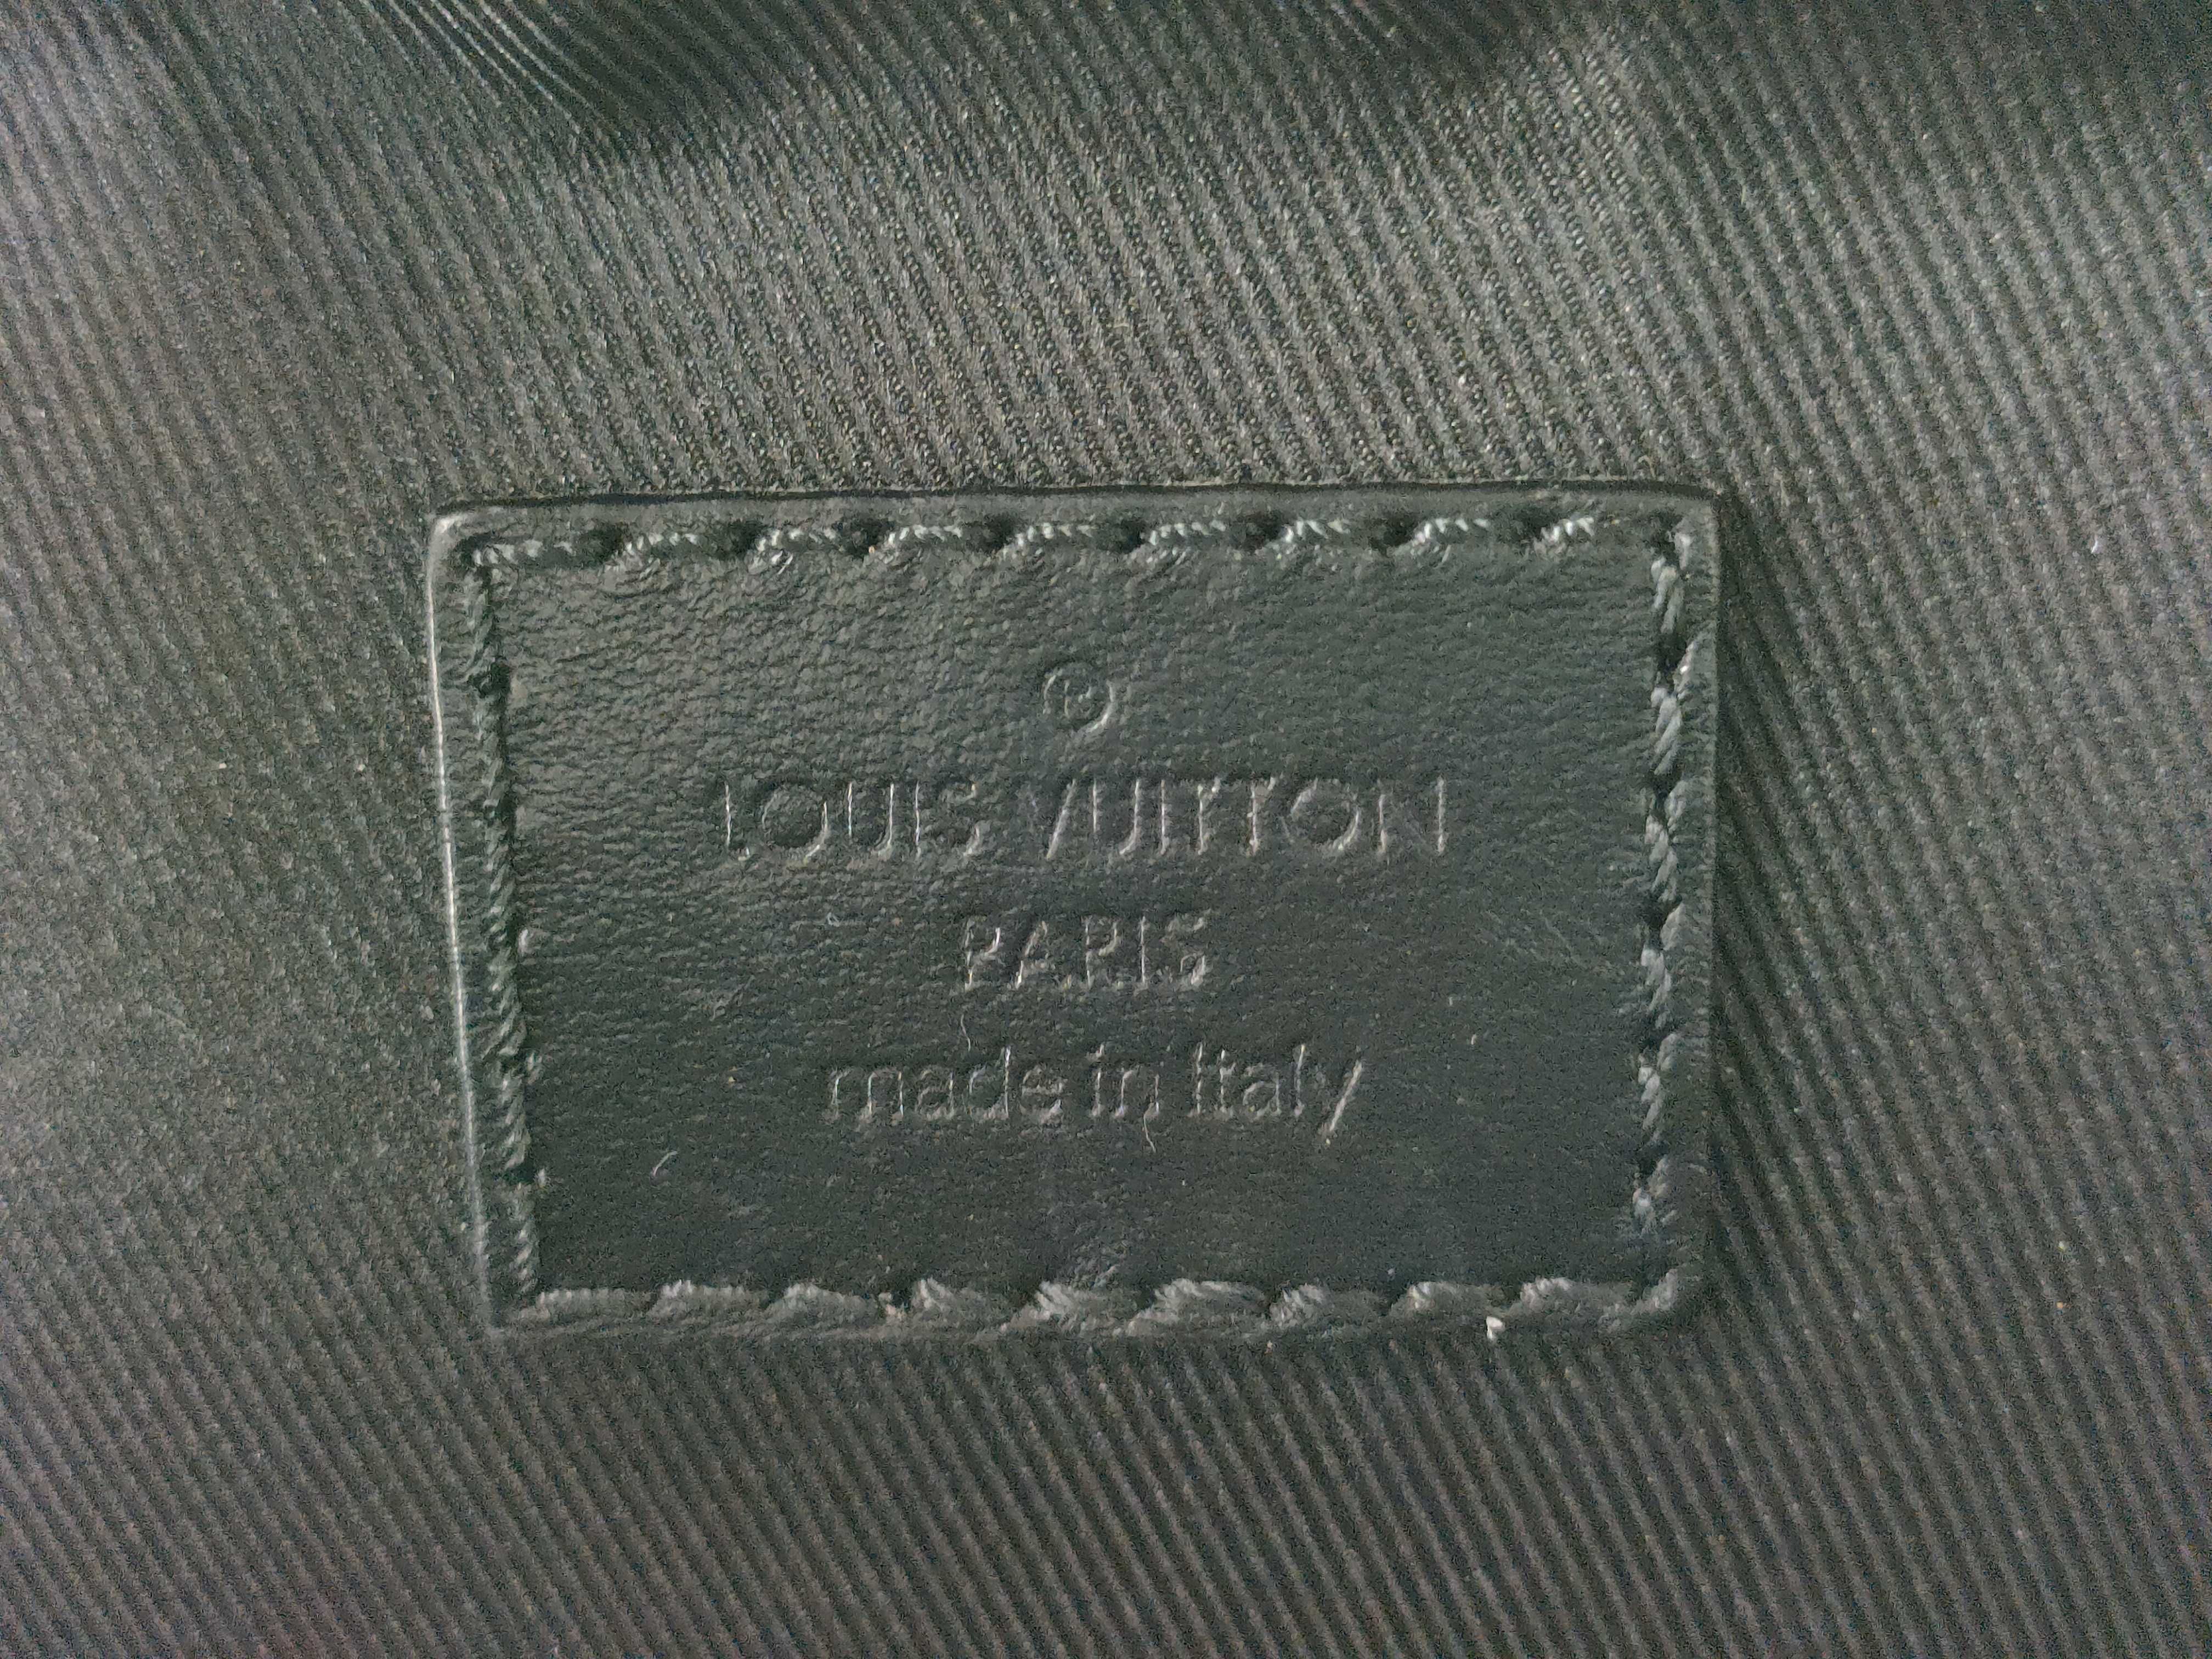 ®
LOUIS VUITTON
PARIS
made in Italy